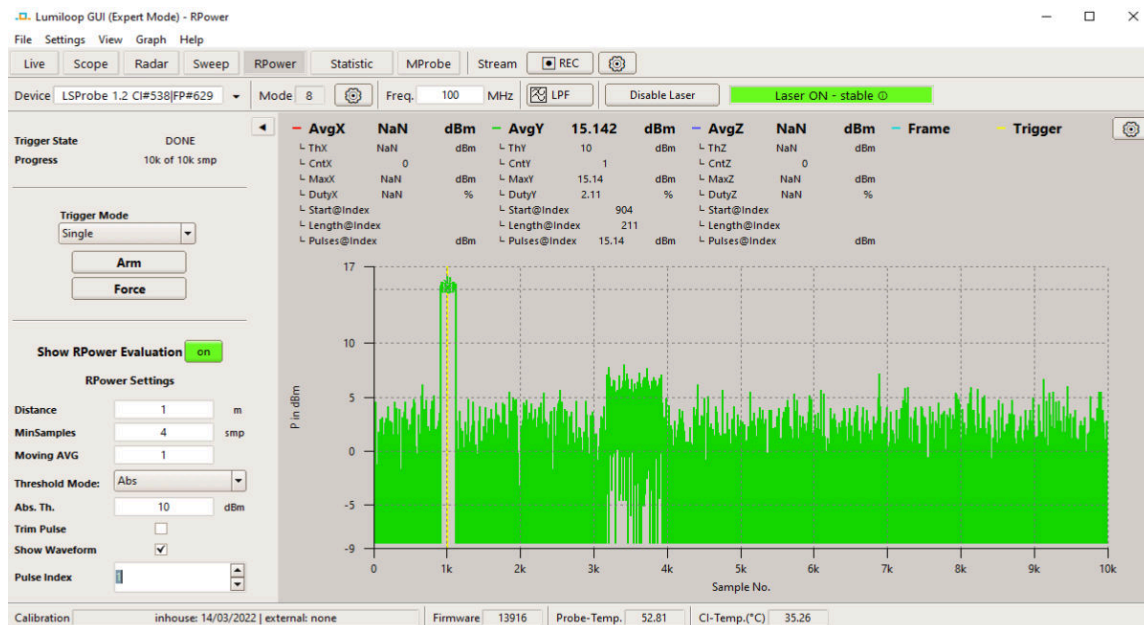 Lumiloop GUI (Expert Mode) - RPower
File Settings View Graph Help
Live Scope Radar Sweep RPower Statistic MProbe Stream REC
Device LSProbe 1.2 CI#538|FP#629 Mode 8 Freq. 100 MHz LPF Disable Laser Laser ON - stable
Trigger State DONE
Progress 10k of 10k smp
Trigger Mode
Single
Arm
Force
Show RPower Evaluation on
RPower Settings
Distance 1 m
MinSamples 4 smp
Moving AVG 1
Threshold Mode: Abs
Abs. Th. 10 dBm
Trim Pulse
Show Waveform
Pulse Index
AvgX NaN dBm AvgY 15.142 dBm AvgZ NaN dBm Frame Trigger
ThX NaN dBm ThY 10 dBm ThZ NaN dBm
CntX 0 CntY 1 CntZ 0
MaxX NaN dBm MaxY 15.14 dBm MaxZ NaN dBm
DutyX NaN % DutyY 2.11 % DutyZ NaN %
Start@Index Start@Index 904 Start@Index
Length@Index Length@Index 211 Length@Index
Pulses@Index dBm Pulses@Index 15.14 dBm Pulses@Index dBm
17
10
5
0
-5
-9
P in dBm
0 1k 2k 3k 4k 5k 6k 7k 8k 9k 10k
Sample No.
Calibration inhouse: 14/03/2022 | external: none Firmware 13916 Probe-Temp. 52.81 CI-Temp.(°C) 35.26